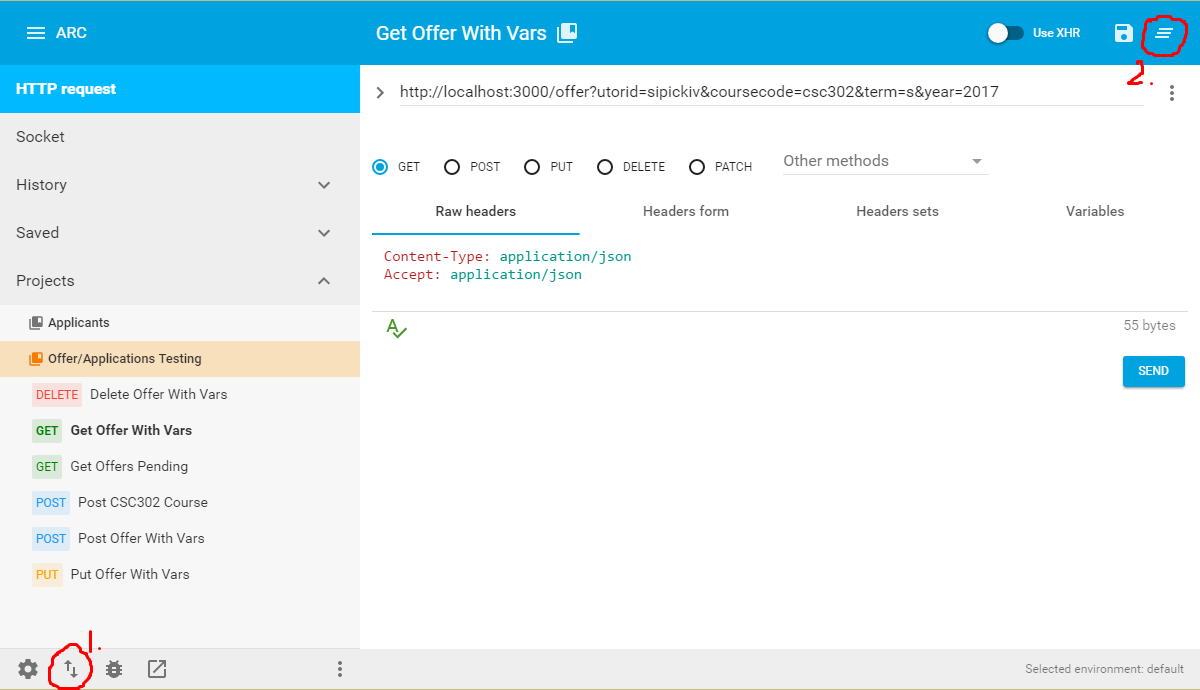 ARC
Get Offer With Vars
Use XHR
2.
HTTP request
http://localhost:3000/offer?utorid=sipickiv&coursecode=csc302&term=s&year=2017
Socket
GET POST PUT DELETE PATCH Other methods
History
Raw headers Headers form Headers sets Variables
Saved
Content-Type: application/json
Accept: application/json
Projects
Applicants
A
55 bytes
Offer/Applications Testing
SEND
DELETE Delete Offer With Vars
GET Get Offer With Vars
GET Get Offers Pending
POST Post CSC302 Course
POST Post Offer With Vars
PUT Put Offer With Vars
1.
Selected environment: default